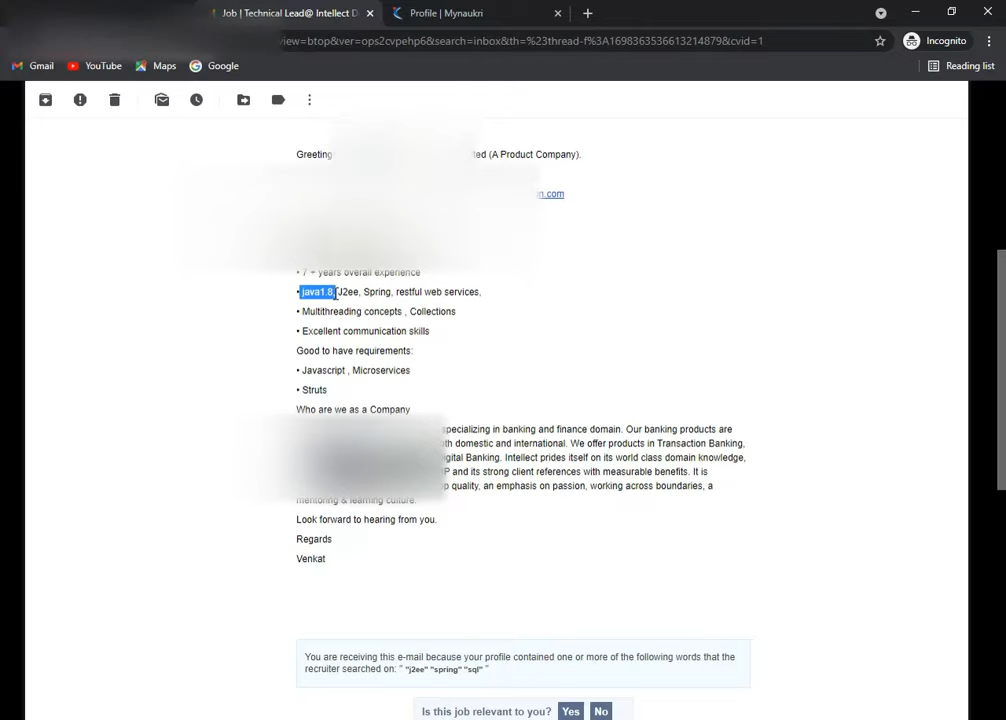 Job | Technical Lead@ Intellect D
Profile | Mynaukri
view=btop&ver=ops2cvpehp6&search=inbox&th=%23thread-f%3A1698363536613214879&cvid=1
Incognito
Gmail YouTube Maps Google Reading list
Greeting ted (A Product Company).
n.com
• 7 + years overall experience
• java1.8, J2ee, Spring, restful web services,
• Multithreading concepts , Collections
• Excellent communication skills
Good to have requirements:
• Javascript , Microservices
• Struts
Who are we as a Company
specializing in banking and finance domain. Our banking products are
th domestic and international. We offer products in Transaction Banking,
igital Banking. Intellect prides itself on its world class domain knowledge,
P and its strong client references with measurable benefits. It is
p quality, an emphasis on passion, working across boundaries, a
mentoring & learning culture.
Look forward to hearing from you.
Regards
Venkat
You are receiving this e-mail because your profile contained one or more of the following words that the
recruiter searched on: " "j2ee" "spring" "sql" "
Is this job relevant to you? Yes No